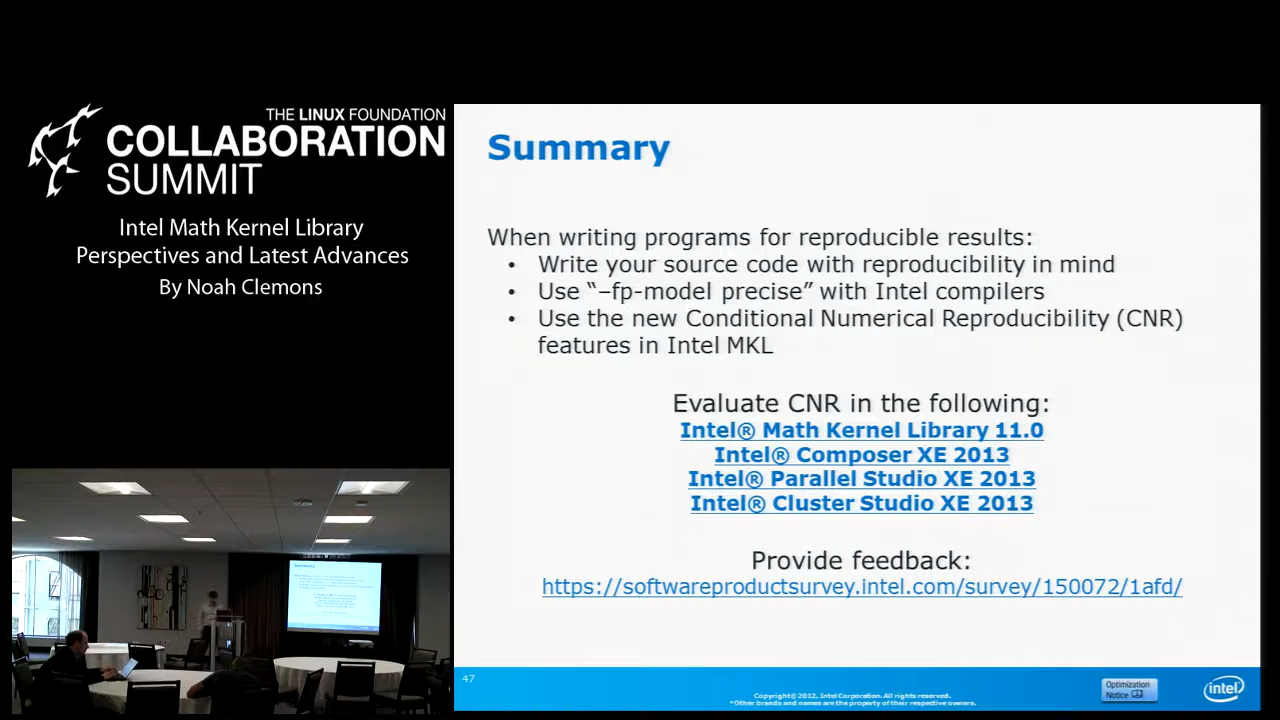 THE LINUX FOUNDATION
COLLABORATION
SUMMIT
Intel Math Kernel Library
Perspectives and Latest Advances
By Noah Clemons
Summary
When writing programs for reproducible results:
• Write your source code with reproducibility in mind
• Use “–fp-model precise” with Intel compilers
• Use the new Conditional Numerical Reproducibility (CNR)
features in Intel MKL
Evaluate CNR in the following:
Intel® Math Kernel Library 11.0
Intel® Composer XE 2013
Intel® Parallel Studio XE 2013
Intel® Cluster Studio XE 2013
Provide feedback:
https://softwareproductsurvey.intel.com/survey/150072/1afd/
47
Copyright© 2012, Intel Corporation. All rights reserved.
*Other brands and names are the property of their respective owners.
Optimization
Notice
intel
Summary